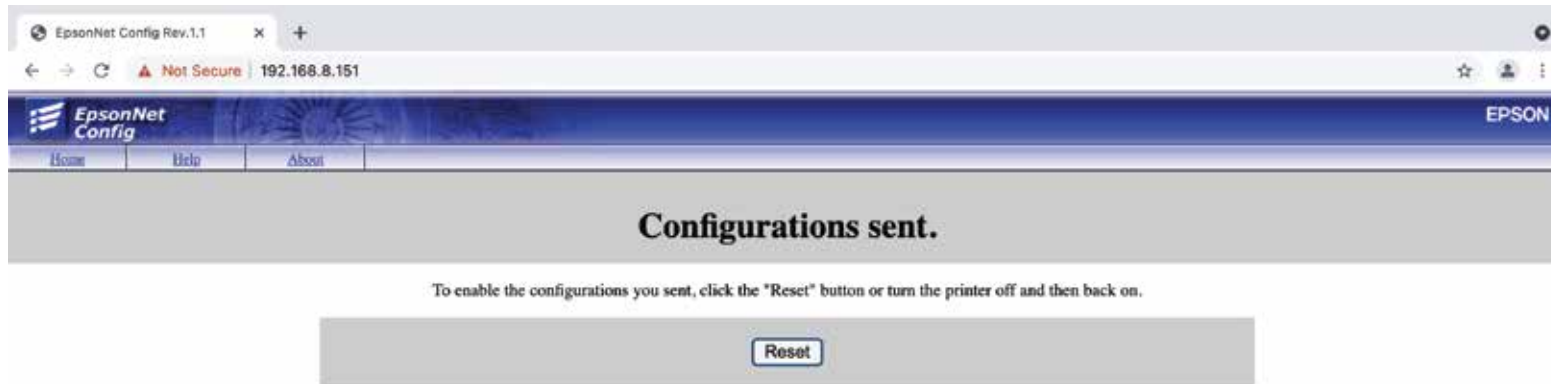 EpsonNet Config Rev.1.1
Not Secure 192.168.8.151
EpsonNet
Config
EPSON
Home Help About
Configurations sent.
To enable the configurations you sent, click the "Reset" button or turn the printer off and then back on.
Reset